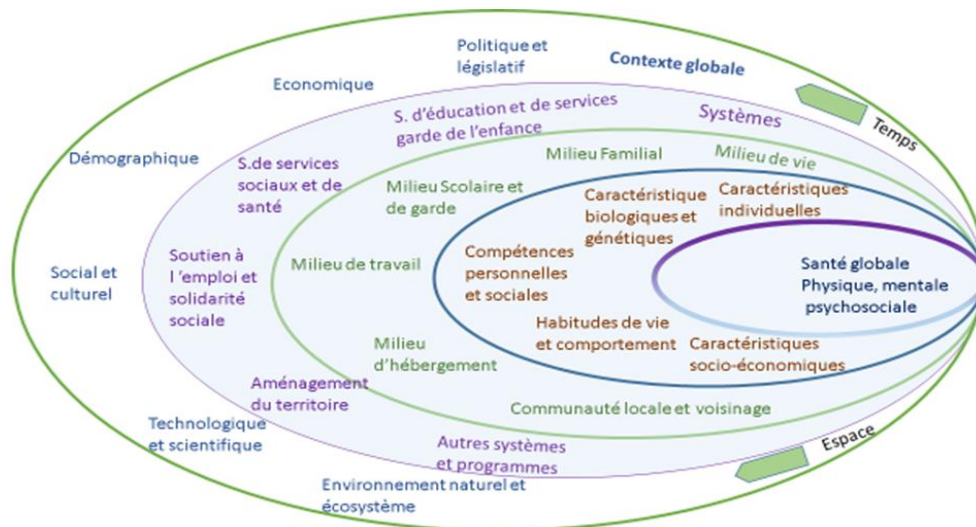 Politique et
législatif
Contexte globale
Economique
Démographique
Social et
culturel
Technologique
et scientifique
Environnement naturel et
écosystème
Temps
Espace
Systèmes
S. d'éducation et de services
garde de l'enfance
S.de services
sociaux et de
santé
Soutien à
l 'emploi et
solidarité
sociale
Aménagement
du territoire
Autres systèmes
et programmes
Milieu de vie
Milieu Familial
Milieu Scolaire et
de garde
Milieu de travail
Milieu
d'hébergement
Communauté locale et voisinage
Caractéristiques
individuelles
Caractéristique
biologiques et
génétiques
Compétences
personnelles
et sociales
Habitudes de vie
et comportement
Caractéristiques
socio-économiques
Santé globale
Physique, mentale
psychosociale